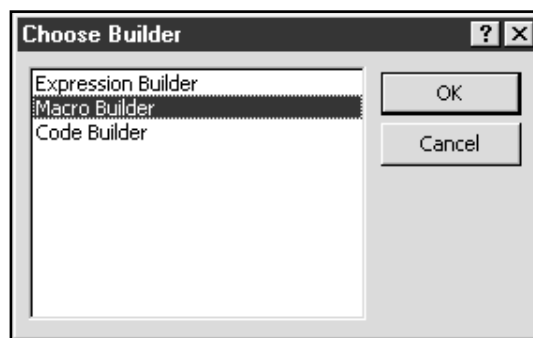 Choose Builder
? X
Expression Builder
OK
Macro Builder
Code Builder
Cancel